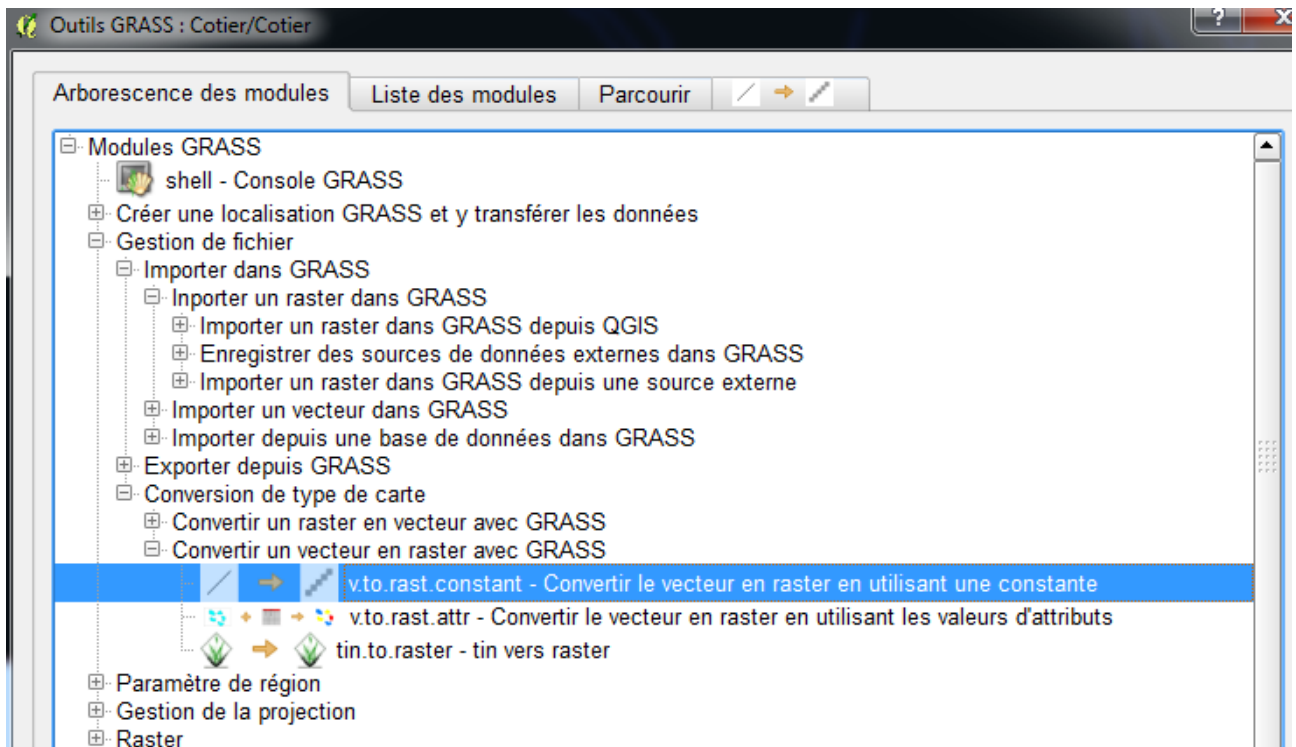 Outils GRASS : Cotier/Cotier
?
Arborescence des modules
Liste des modules
Parcourir
Modules GRASS
shell - Console GRASS
Créer une localisation GRASS et y transférer les données
Gestion de fichier
Importer dans GRASS
Inporter un raster dans GRASS
Importer un raster dans GRASS depuis QGIS
Enregistrer des sources de données externes dans GRASS
Importer un raster dans GRASS depuis une source externe
Importer un vecteur dans GRASS
Importer depuis une base de données dans GRASS
Exporter depuis GRASS
Conversion de type de carte
Convertir un raster en vecteur avec GRASS
Convertir un vecteur en raster avec GRASS
v.to.rast.constant - Convertir le vecteur en raster en utilisant une constante
v.to.rast.attr - Convertir le vecteur en raster en utilisant les valeurs d'attributs
tin.to.raster - tin vers raster
Paramètre de région
Gestion de la projection
Raster